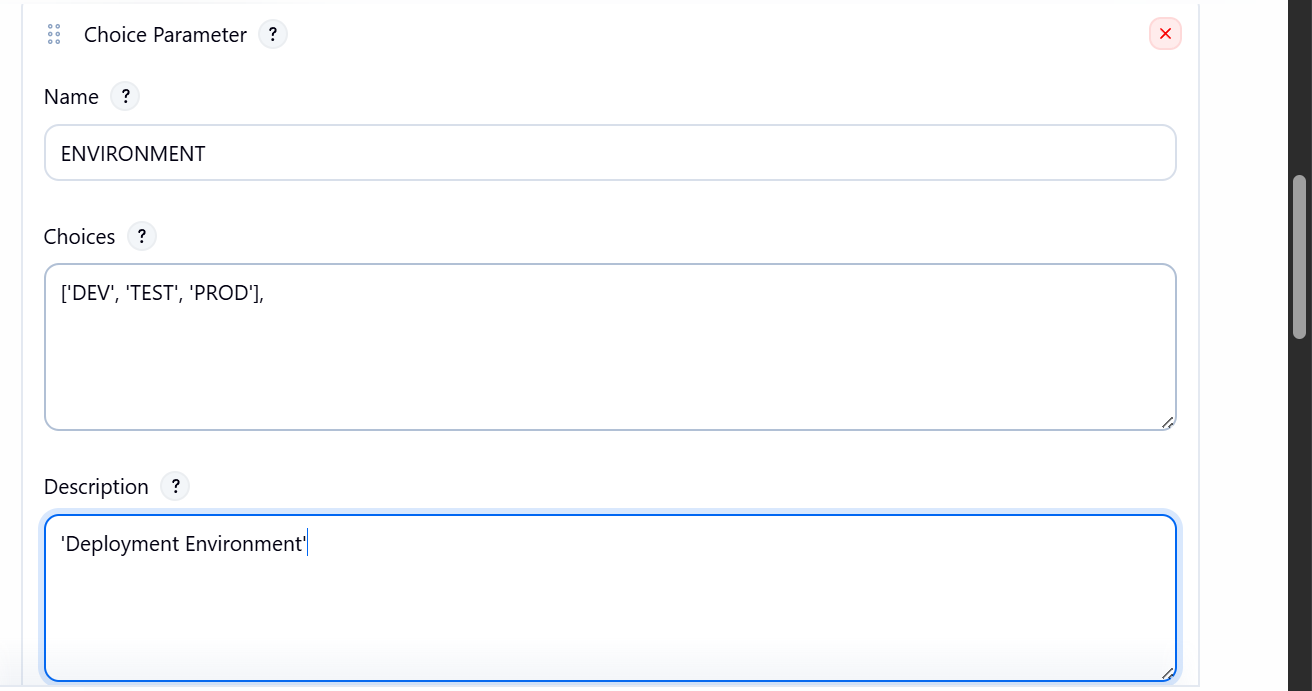 Choice Parameter ?
Name ?
ENVIRONMENT
Choices ?
['DEV', 'TEST', 'PROD'],
Description ?
'Deployment Environment'